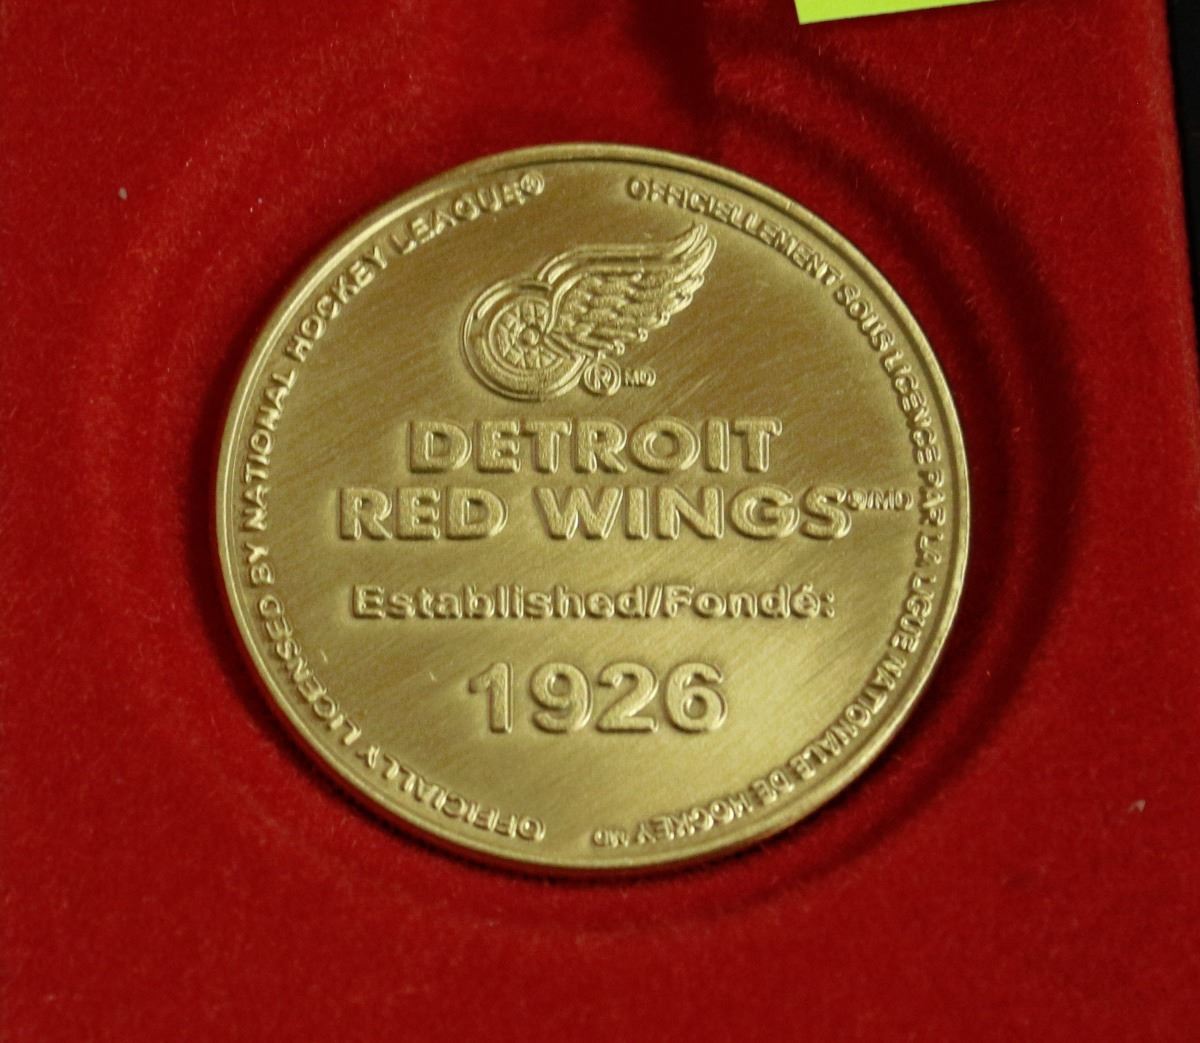 OFFICIALLY LICENSED BY NATIONAL HOCKEY LEAGUE®
OFFICIELLEMENT SOUS LICENCE PAR LA LIGUE NATIONALE DE HOCKEY MD
® MD
DETROIT
RED WINGS®/MD
Established/Fondé:
1926